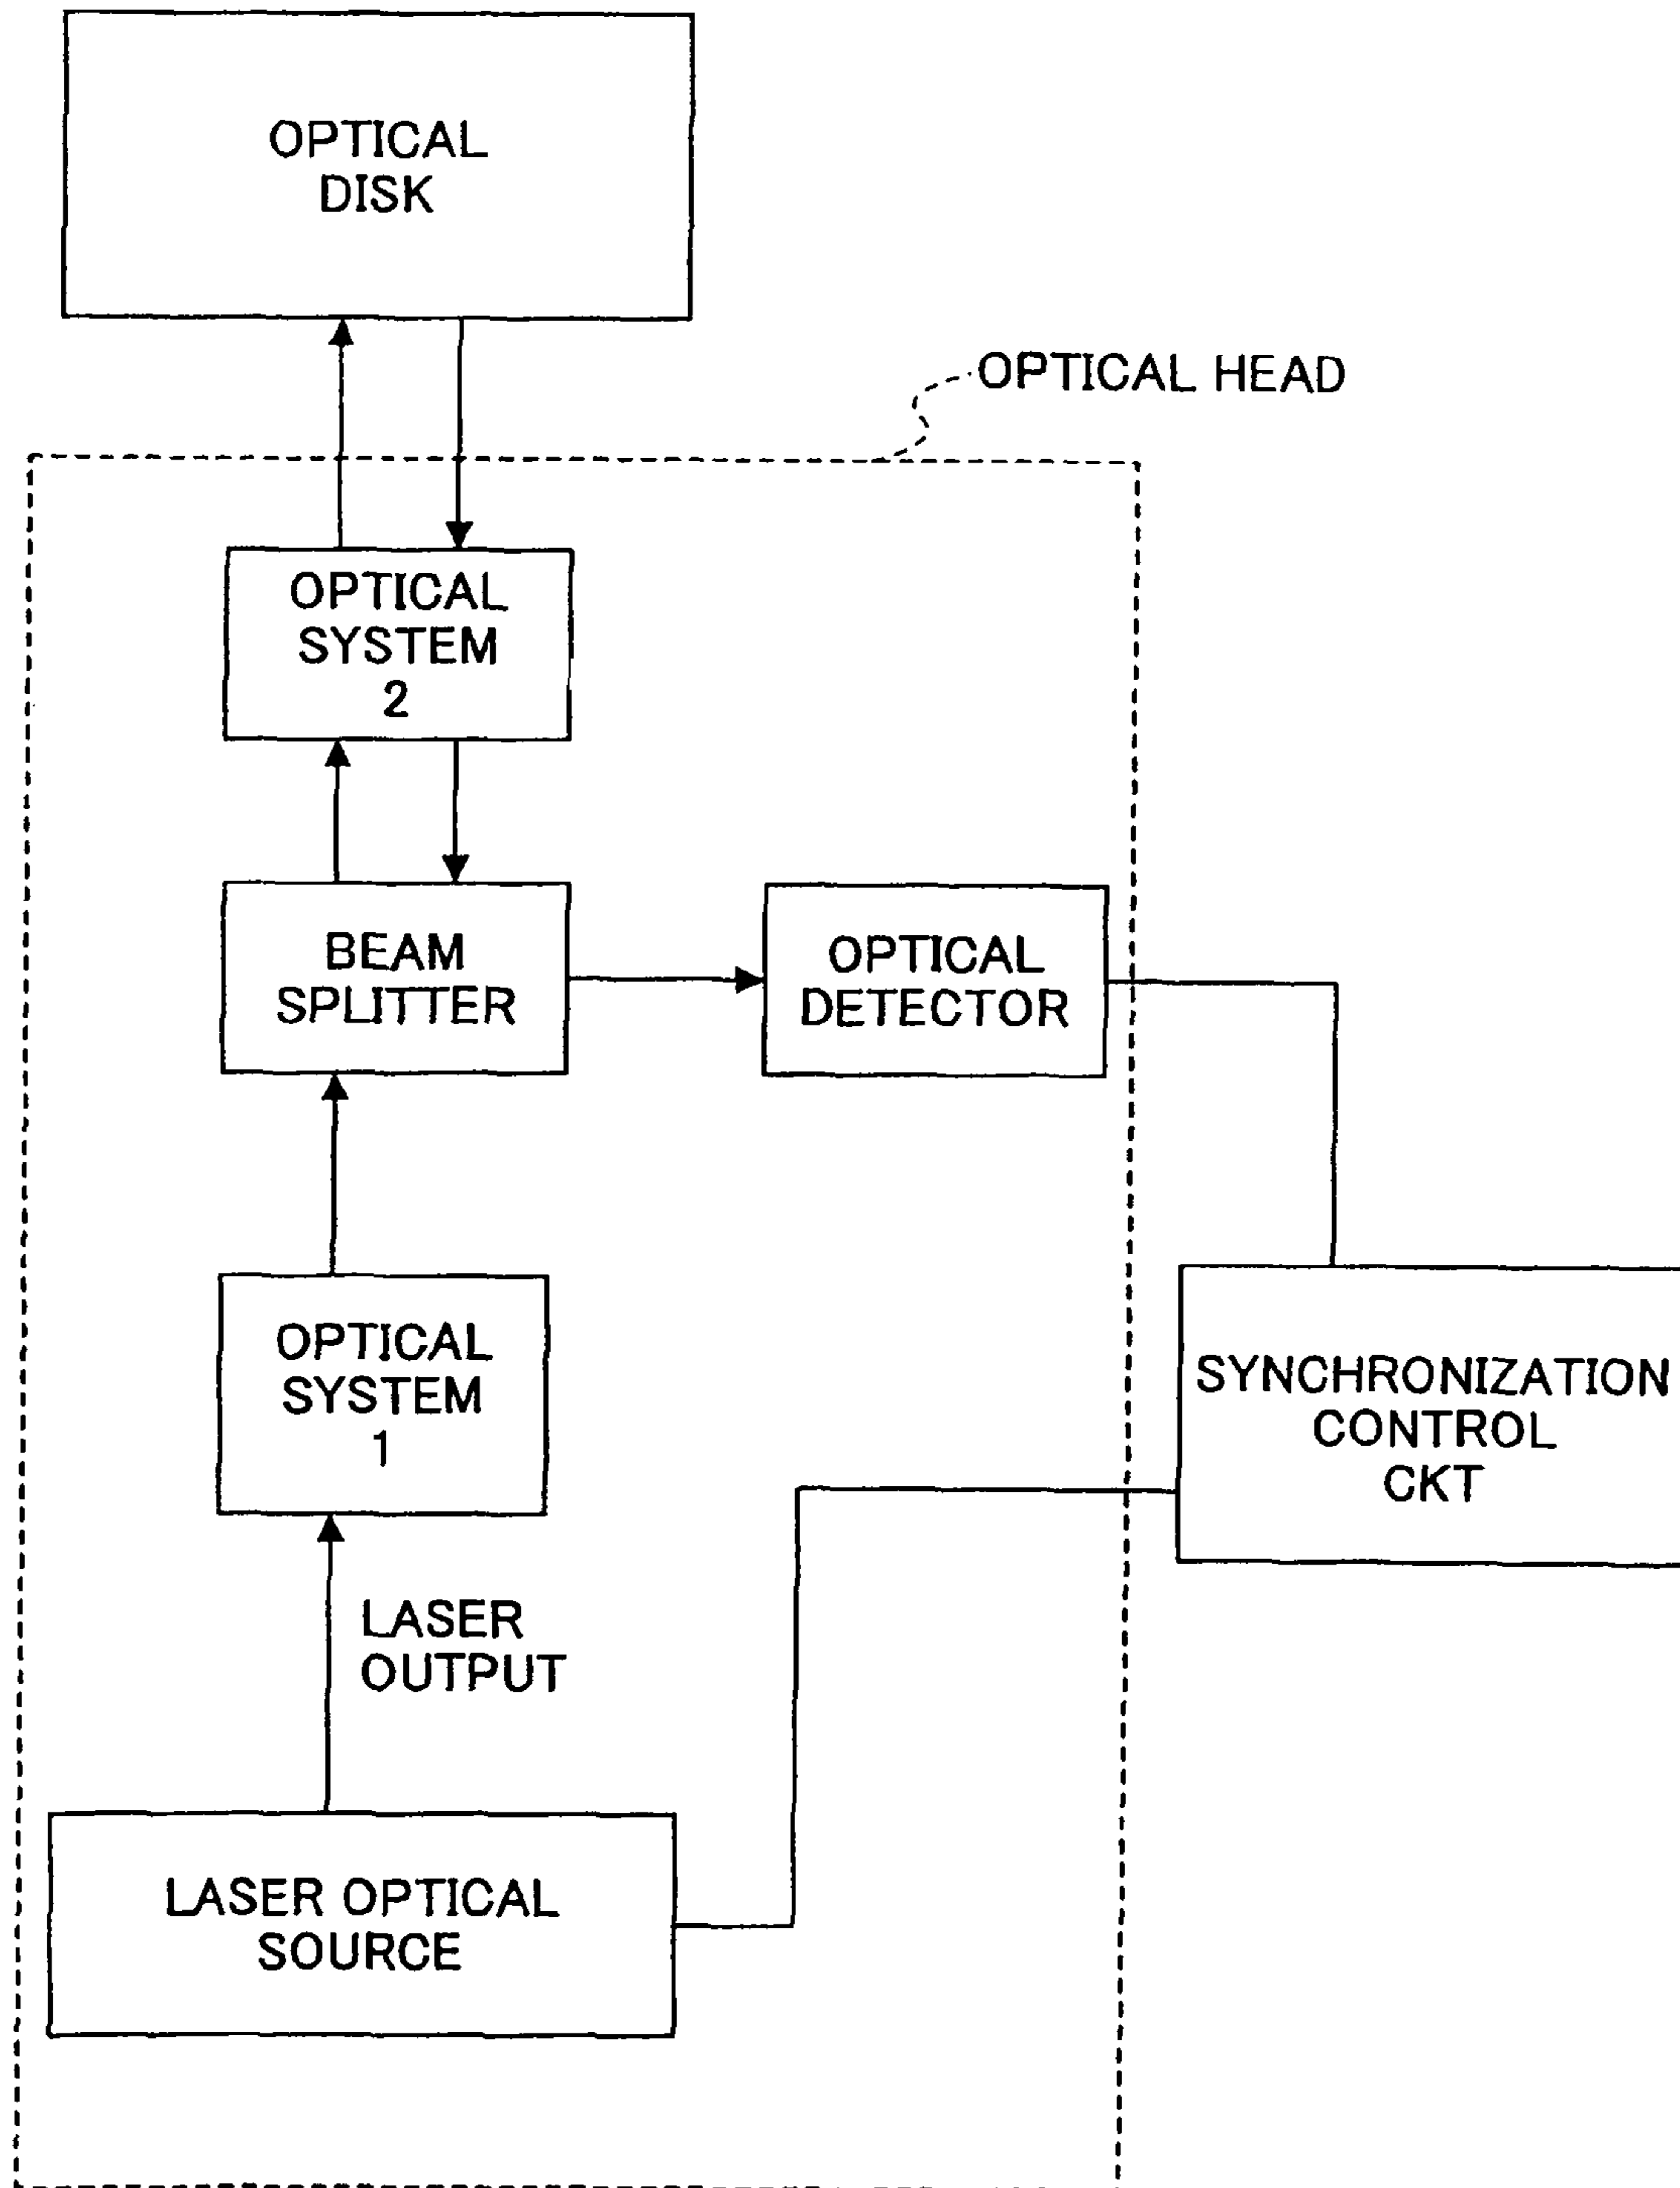 OPTICAL
DISK
OPTICAL HEAD
OPTICAL
SYSTEM
2
BEAM
SPLITTER
OPTICAL
DETECTOR
OPTICAL
SYSTEM
1
SYNCHRONIZATION
CONTROL
CKT
LASER
OUTPUT
LASER OPTICAL
SOURCE